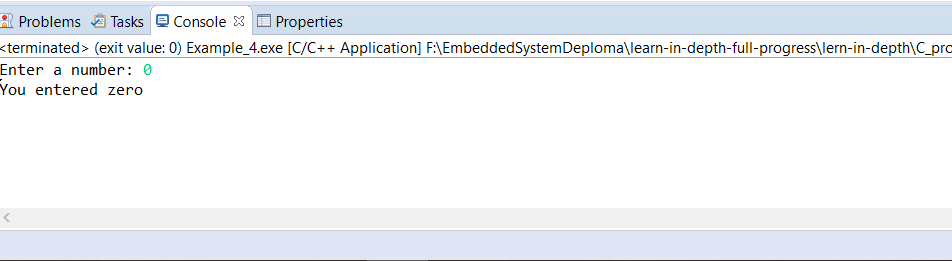 Problems Tasks Console Properties
<terminated> (exit value: 0) Example_4.exe [C/C++ Application] F:\EmbeddedSystemDeploma\learn-in-depth-full-progress\lern-in-depth\C_pro
Enter a number: 0
You entered zero